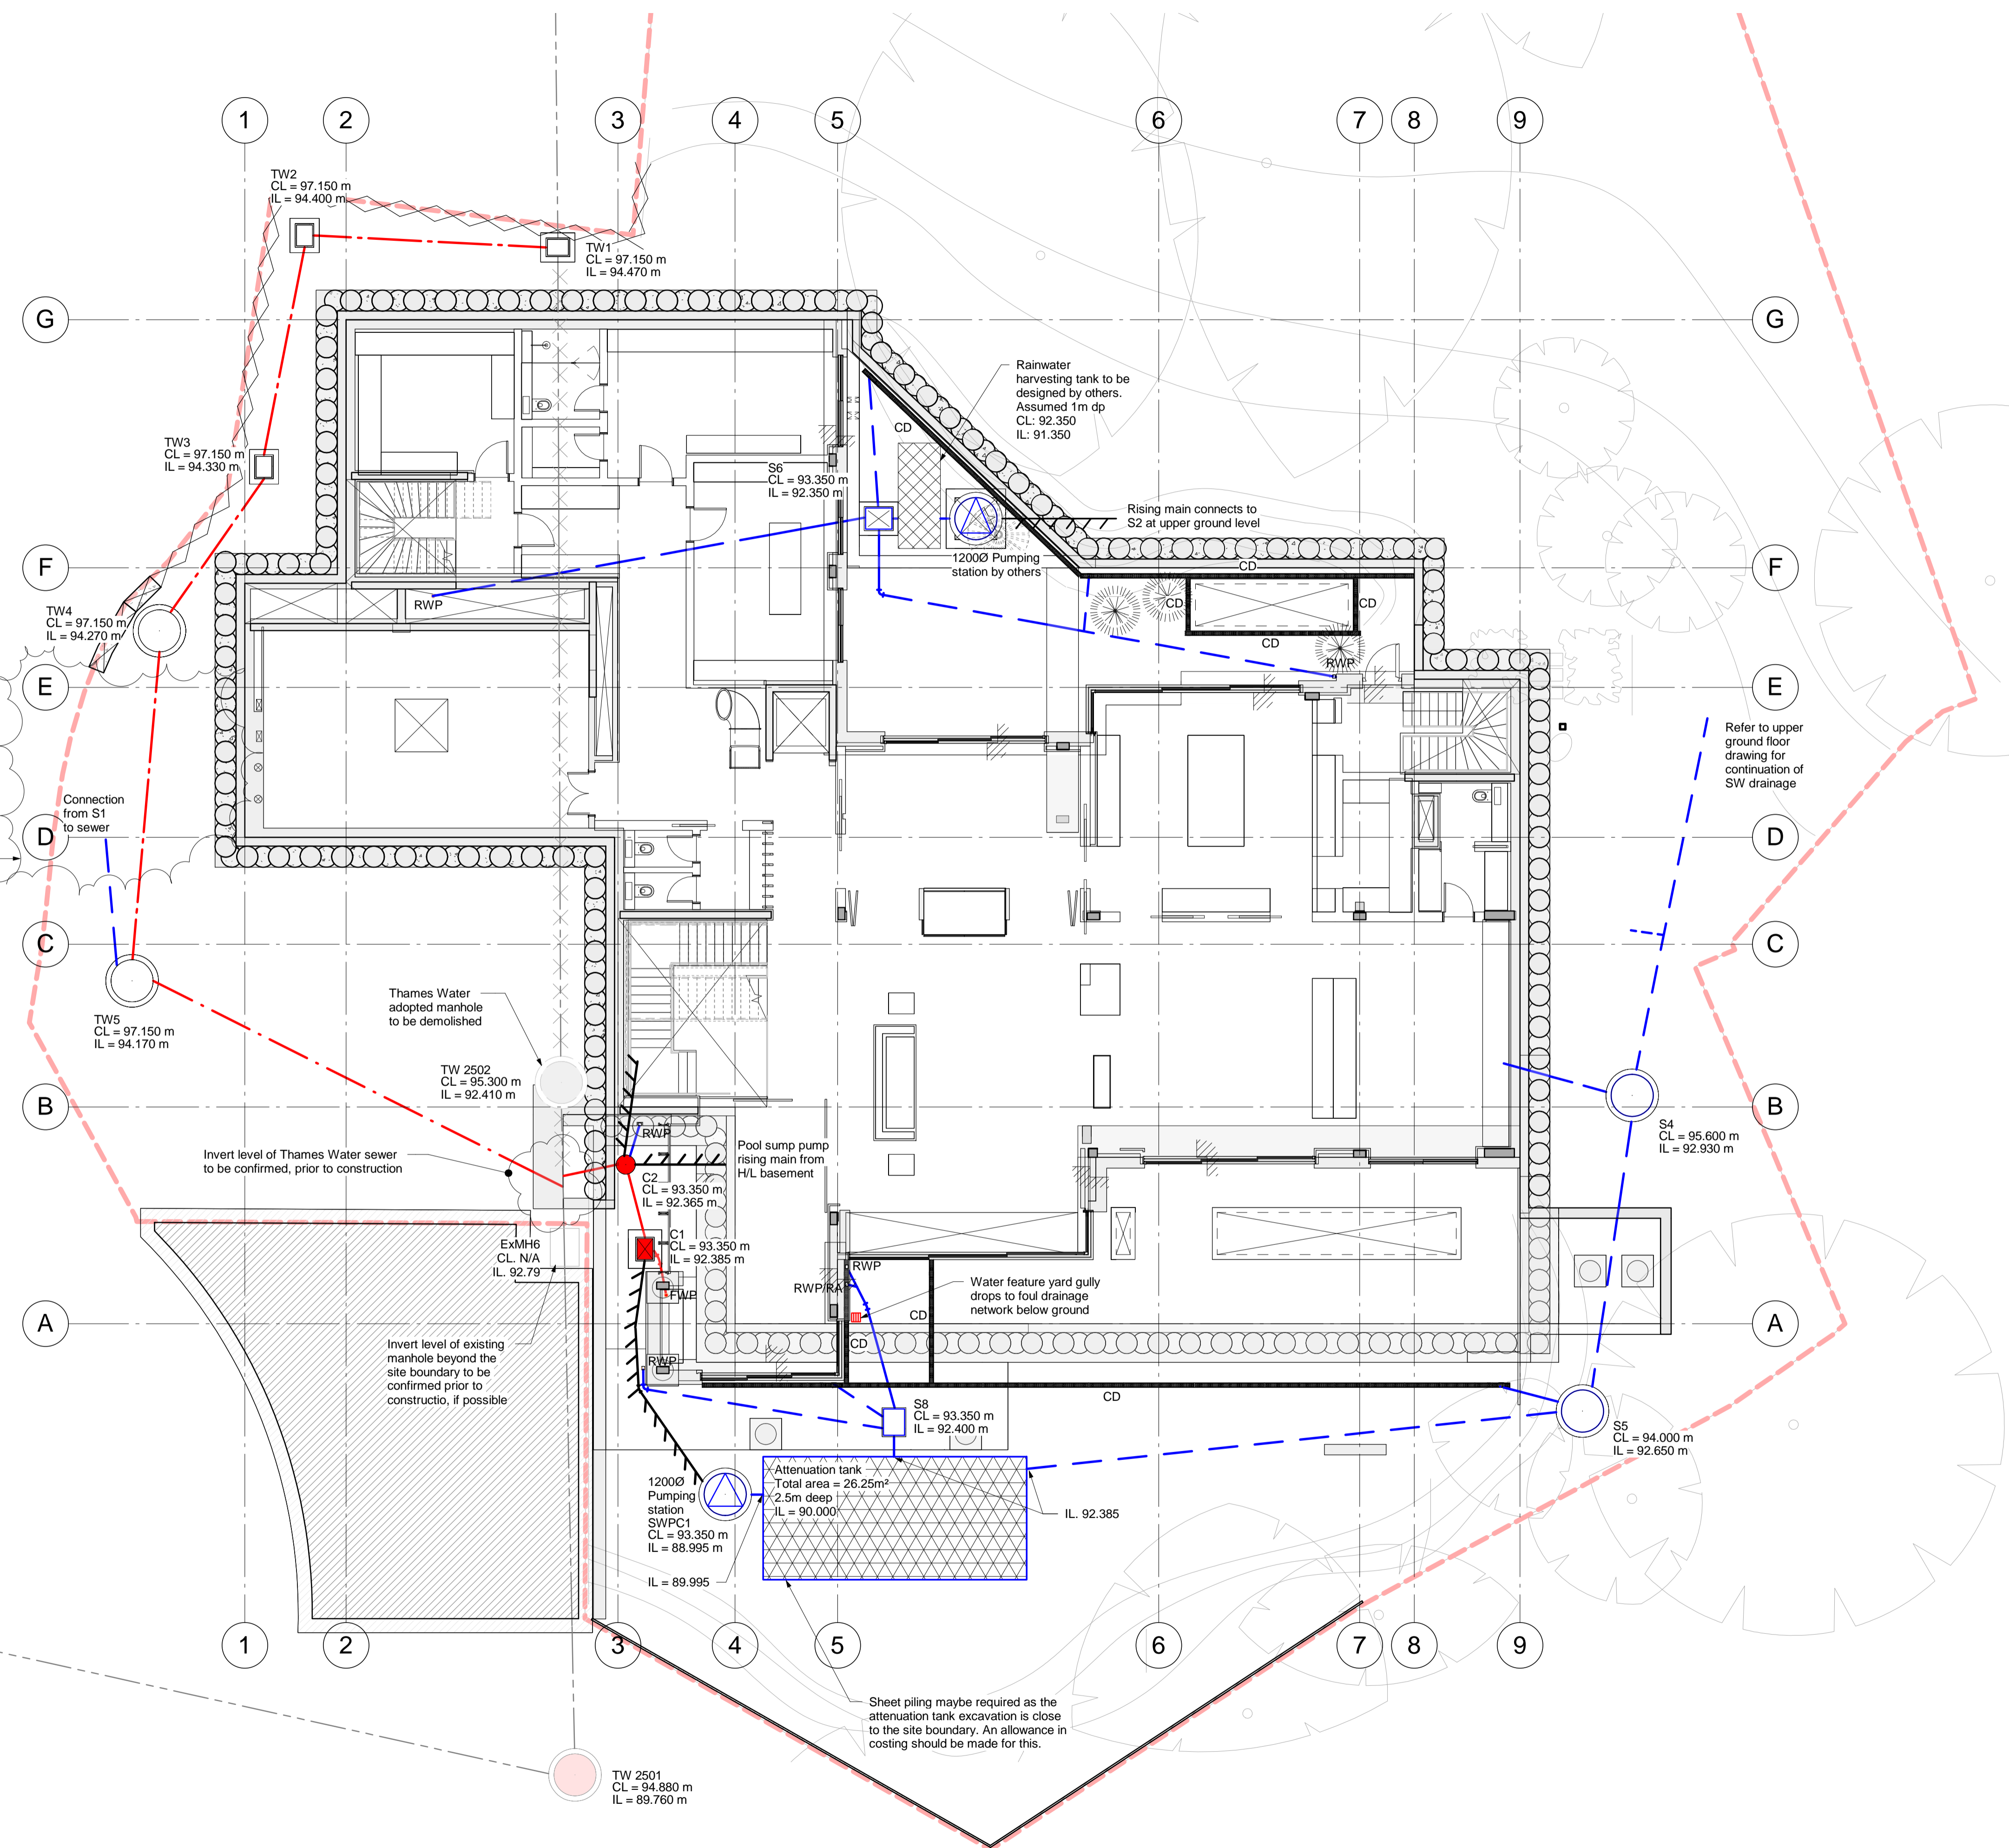 1
2
3
4
5
6
7
8
9
TW2
CL = 97.150 m
IL = 94.400 m
TW1
CL = 97.150 m
IL = 94.470 m
G
G
Rainwater
harvesting tank to be
designed by others.
Assumed 1m dp
CL: 92.350
IL: 91.350
CD
TW3
CL = 97.150 m
IL = 94.330 m
S6
CL = 93.350 m
IL = 92.350 m
Rising main connects to
S2 at upper ground level
1200Ø Pumping
station by others
F
F
CD
RWP
CD
CD
TW4
CL = 97.150 m
IL = 94.270 m
CD
RWP
E
E
Refer to upper
ground floor
drawing for
continuation of
SW drainage
Connection
from S1
to sewer
D
D
C
C
Thames Water
adopted manhole
to be demolished
TW5
CL = 97.150 m
IL = 94.170 m
TW 2502
CL = 95.300 m
IL = 92.410 m
B
B
S4
CL = 95.600 m
IL = 92.930 m
RWP
Pool sump pump
rising main from
H/L basement
Invert level of Thames Water sewer
to be confirmed, prior to construction
C2
CL = 93.350 m
IL = 92.365 m
C1
CL = 93.350 m
IL = 92.385 m
ExMH6
CL. N/A
IL. 92.79
FWP
RWP
RWP/RA
Water feature yard gully
drops to foul drainage
network below ground
CD
A
A
CD
Invert level of existing
manhole beyond the
site boundary to be
confirmed prior to
constructio, if possible
RWP
CD
S8
CL = 93.350 m
IL = 92.400 m
S5
CL = 94.000 m
IL = 92.650 m
1200Ø
Pumping
station
SWPC1
CL = 93.350 m
IL = 88.995 m
Attenuation tank
Total area = 26.25m²
2.5m deep
IL = 90.000
IL. 92.385
IL = 89.995
1
2
3
4
5
6
7
8
9
Sheet piling maybe required as the
attenuation tank excavation is close
to the site boundary. An allowance in
costing should be made for this.
TW 2501
CL = 94.880 m
IL = 89.760 m